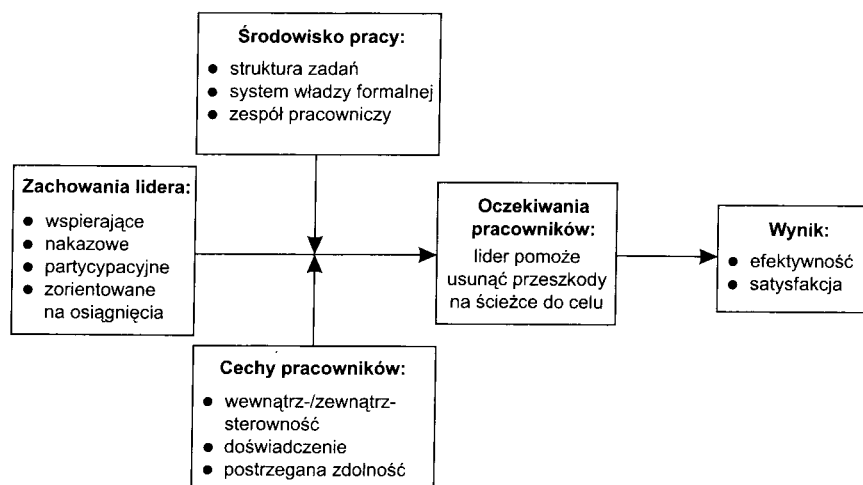 Środowisko pracy:
● struktura zadań
● system władzy formalnej
● zespół pracowniczy
Zachowania lidera:
● wspierające
● nakazowe
● partycypacyjne
● zorientowane
na osiągnięcia
Oczekiwania
pracowników:
lider pomoże
usunąć przeszkody
na ścieżce do celu
Wynik:
● efektywność
● satysfakcja
Cechy pracowników:
● wewnątrz-/zewnątrz-
sterowność
● doświadczenie
● postrzegana zdolność